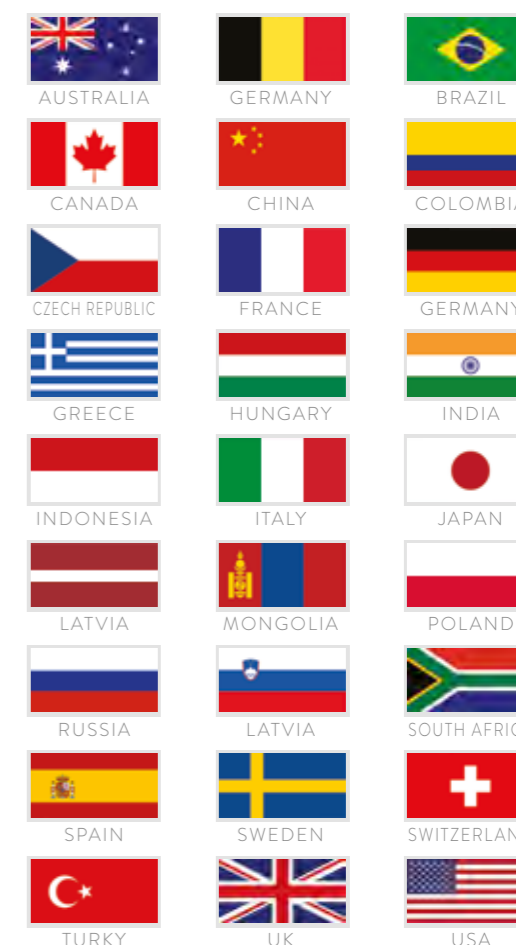 AUSTRALIA GERMANY BRAZIL
CANADA CHINA COLOMBIA
CZECH REPUBLIC FRANCE GERMANY
GREECE HUNGARY INDIA
INDONESIA ITALY JAPAN
LATVIA MONGOLIA POLAND
RUSSIA LATVIA SOUTH AFRIC
SPAIN SWEDEN SWITZERLAN
TURKY UK USA